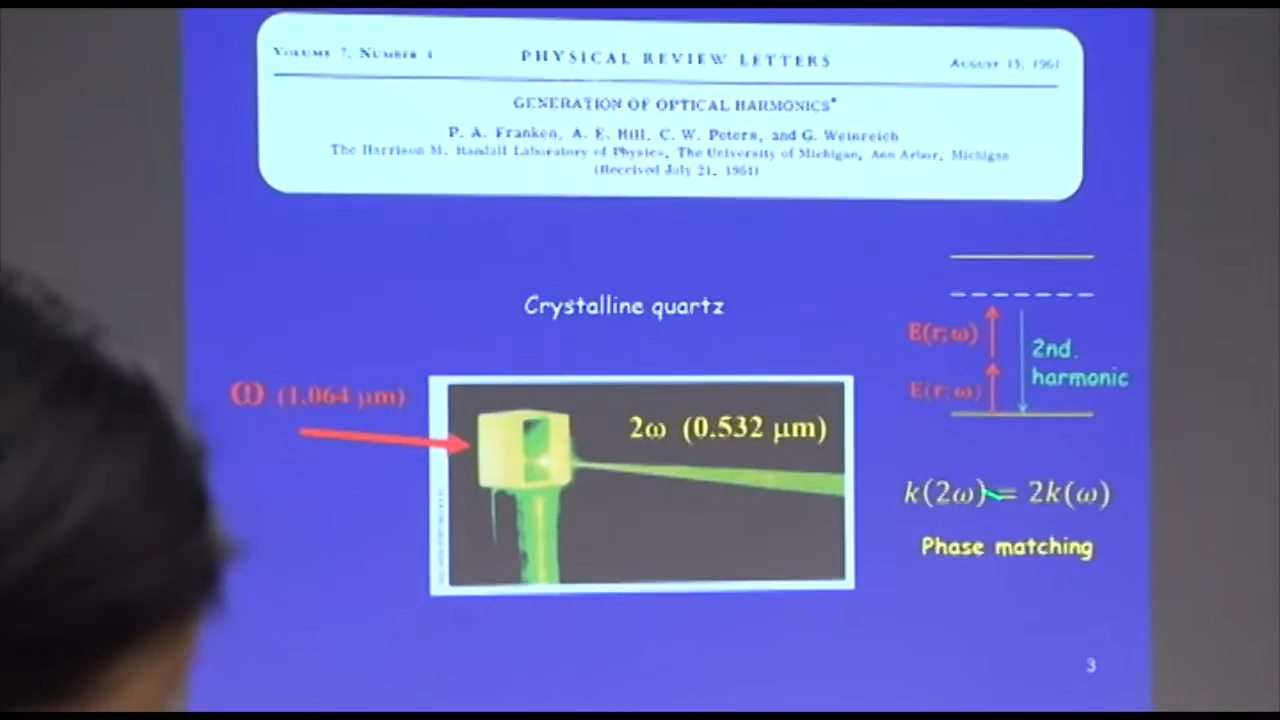 VOLUME 7, NUMBER 4 PHYSICAL REVIEW LETTERS AUGUST 15, 1961
GENERATION OF OPTICAL HARMONICS*
P. A. Franken, A. E. Hill, C. W. Peters, and G. Weinreich
The Harrison M. Randall Laboratory of Physics, The University of Michigan, Ann Arbor, Michigan
(Received July 21, 1961)
Crystalline quartz
ω (1.064 μm)
2ω (0.532 μm)
E(r;ω)
E(r;ω)
2nd.
harmonic
k(2ω) = 2k(ω)
Phase matching
3